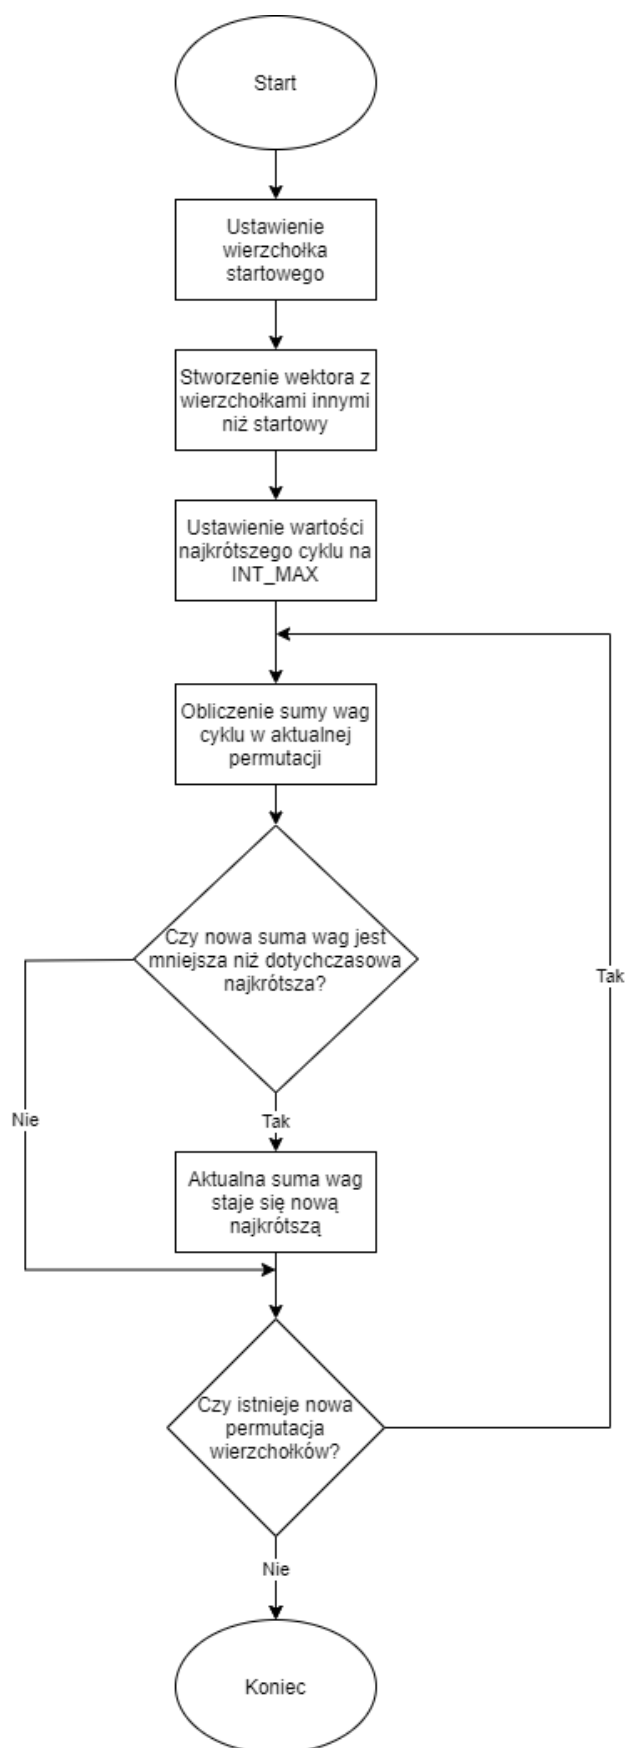 Start
Ustawienie
wierzchołka
startowego
Stworzenie wektora z
wierzchołkami innymi
niż startowy
Ustawienie wartości
najkrótszego cyklu na
INT_MAX
Obliczenie sumy wag
cyklu w aktualnej
permutacji
Czy nowa suma wag jest
mniejsza niż dotychczasowa
najkrótsza?
Tak
Nie
Tak
Aktualna suma wag
staje się nową
najkrótszą
Czy istnieje nowa
permutacja
wierzchołków?
Nie
Koniec